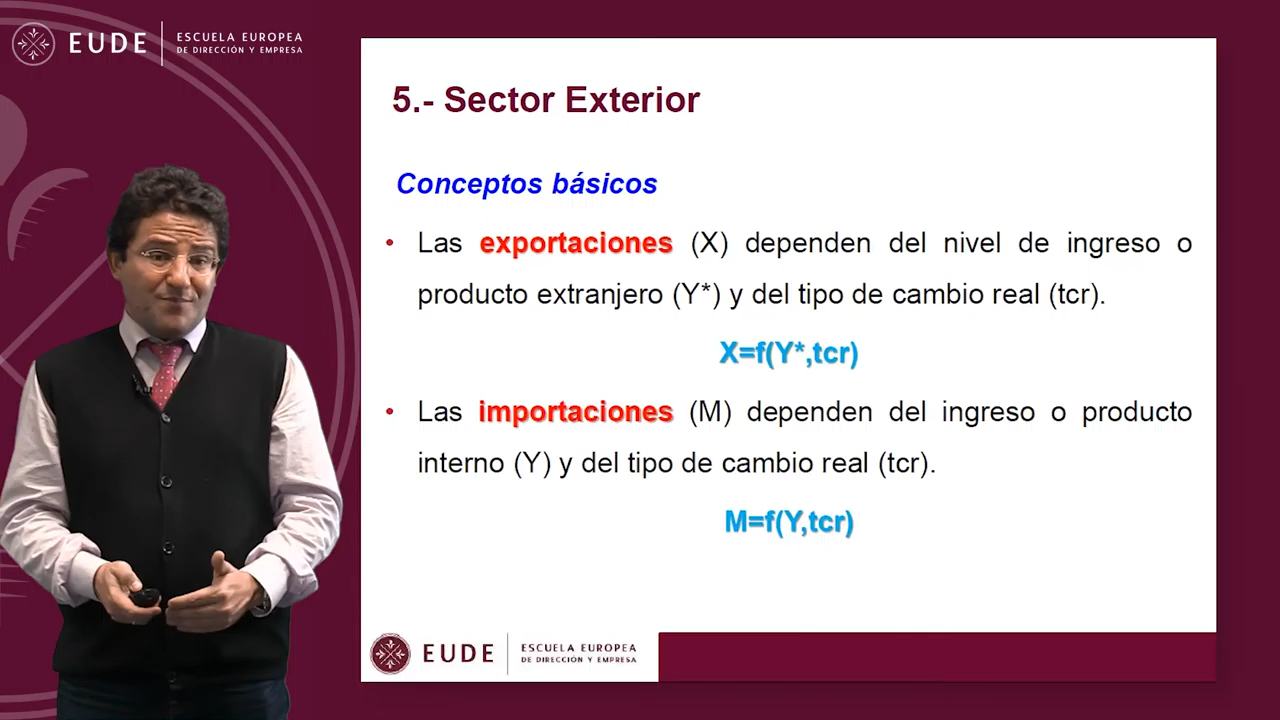 EUDE
ESCUELA EUROPEA
DE DIRECCIÓN Y EMPRESA
5.- Sector Exterior
Conceptos básicos
• Las exportaciones (X) dependen del nivel de ingreso o
producto extranjero (Y*) y del tipo de cambio real (tcr).
X=f(Y*,tcr)
• Las importaciones (M) dependen del ingreso o producto
interno (Y) y del tipo de cambio real (tcr).
M=f(Y,tcr)
EUDE
ESCUELA EUROPEA
DE DIRECCIÓN Y EMPRESA